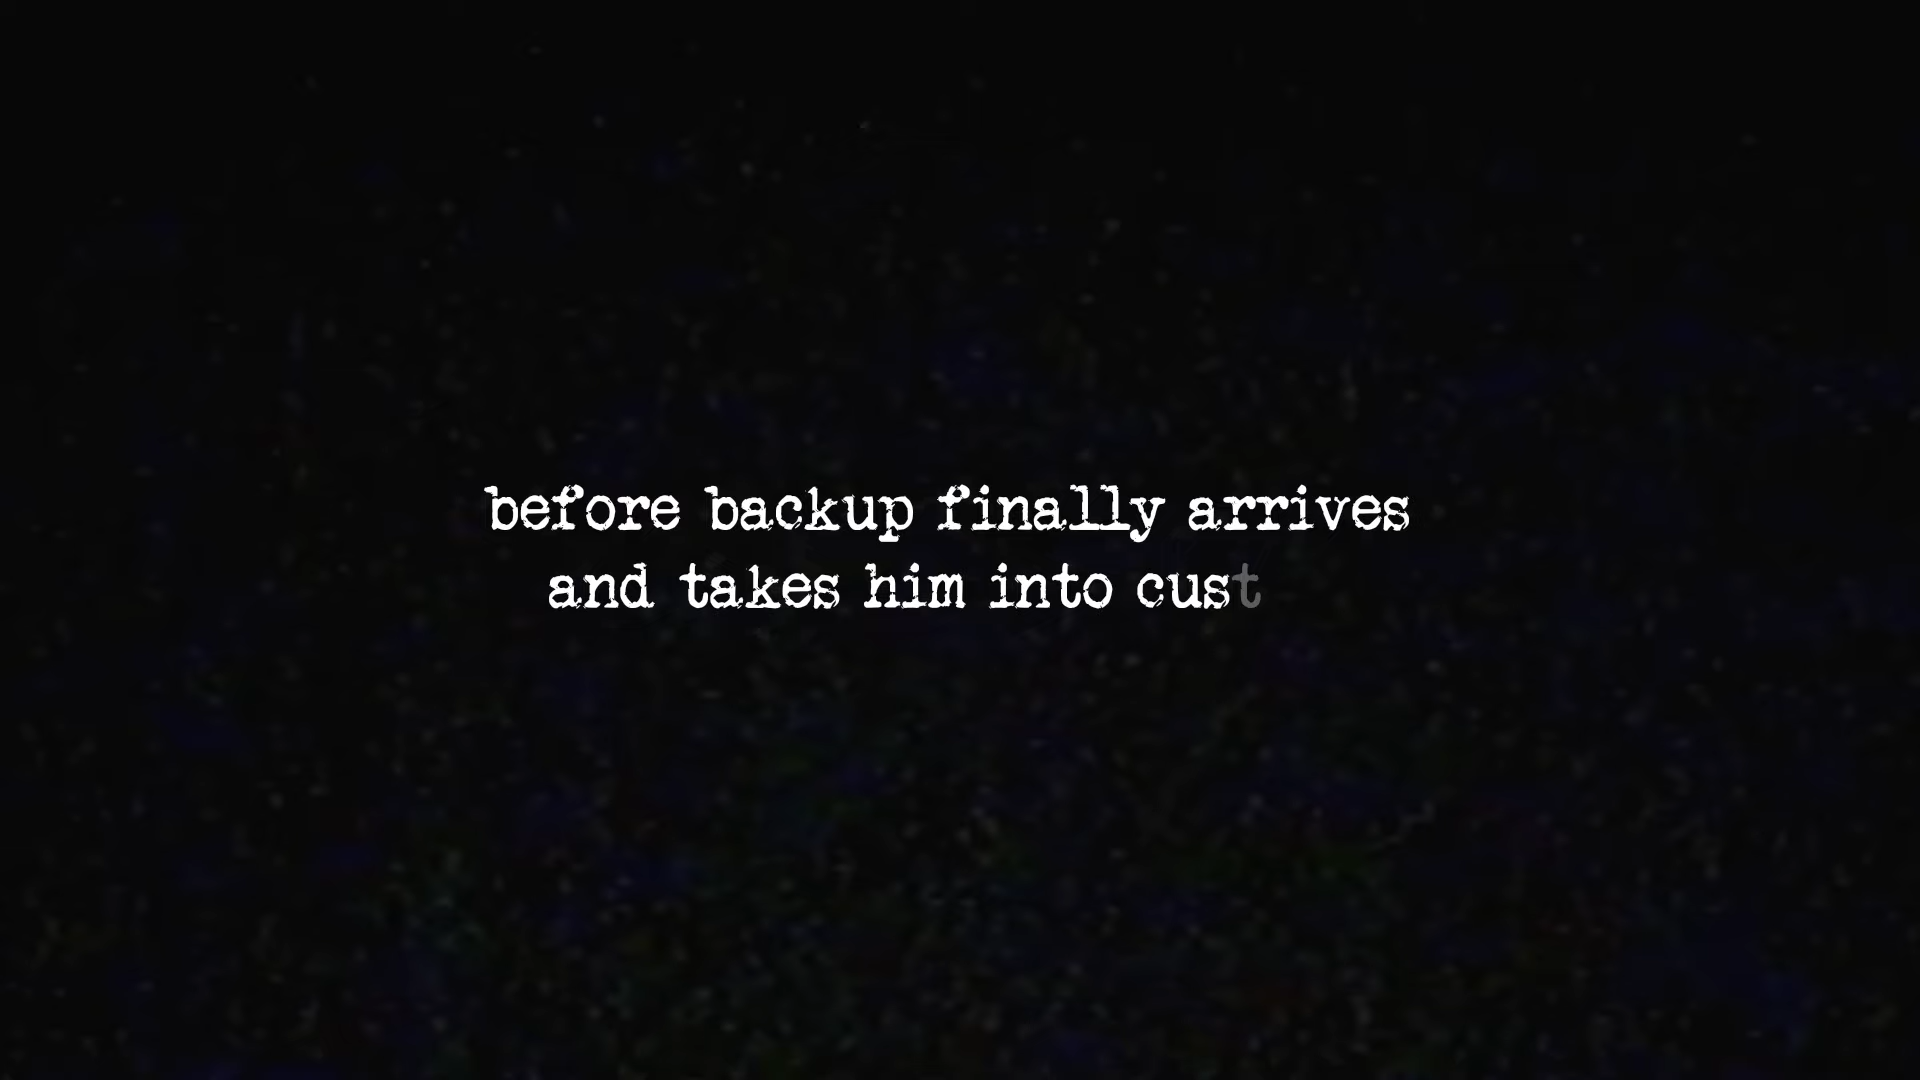 before backup finally arrives
and takes him into cust